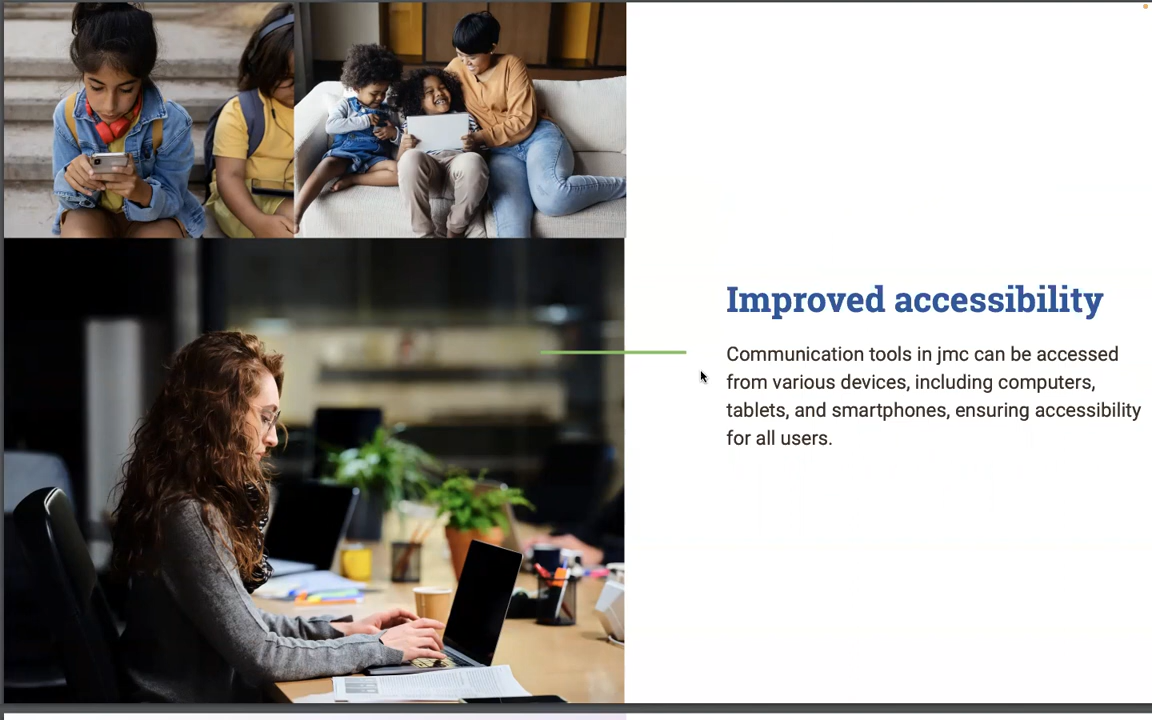 Improved accessibility
Communication tools in jmc can be accessed
from various devices, including computers,
tablets, and smartphones, ensuring accessibility
for all users.